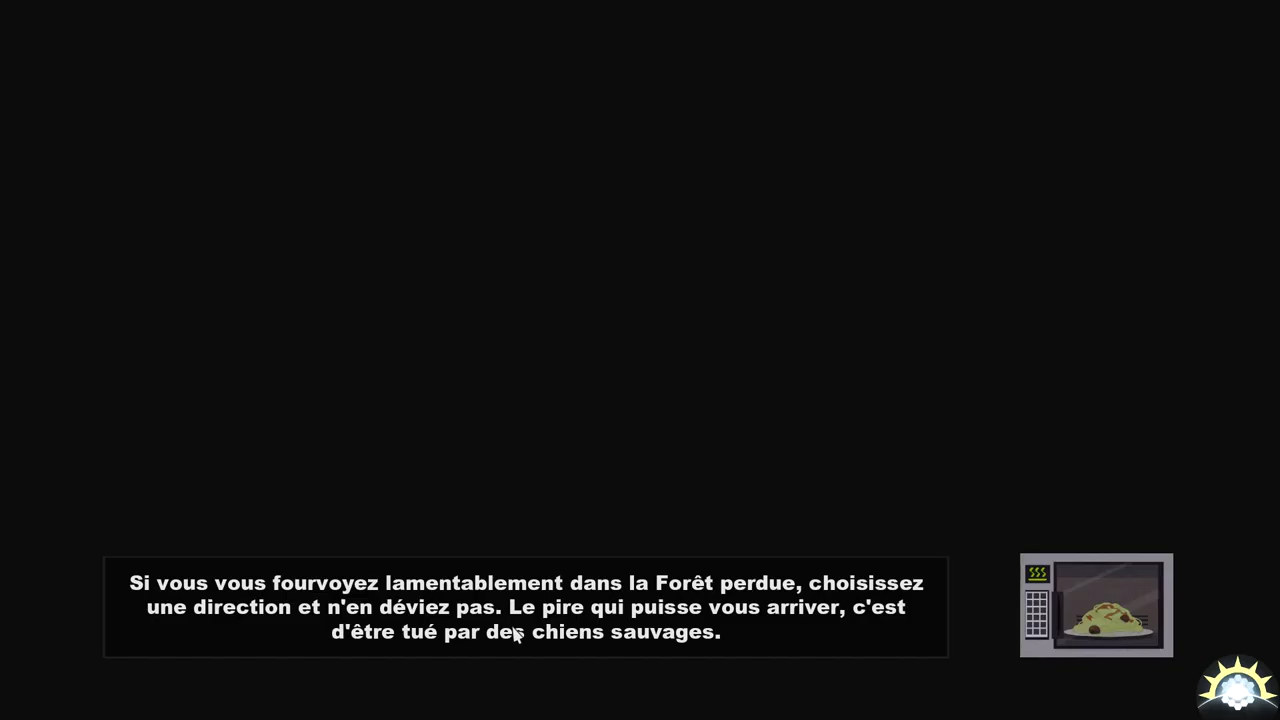 Si vous vous fourvoyez lamentablement dans la Forêt perdue, choisissez
une direction et n'en déviez pas. Le pire qui puisse vous arriver, c'est
d'être tué par des chiens sauvages.